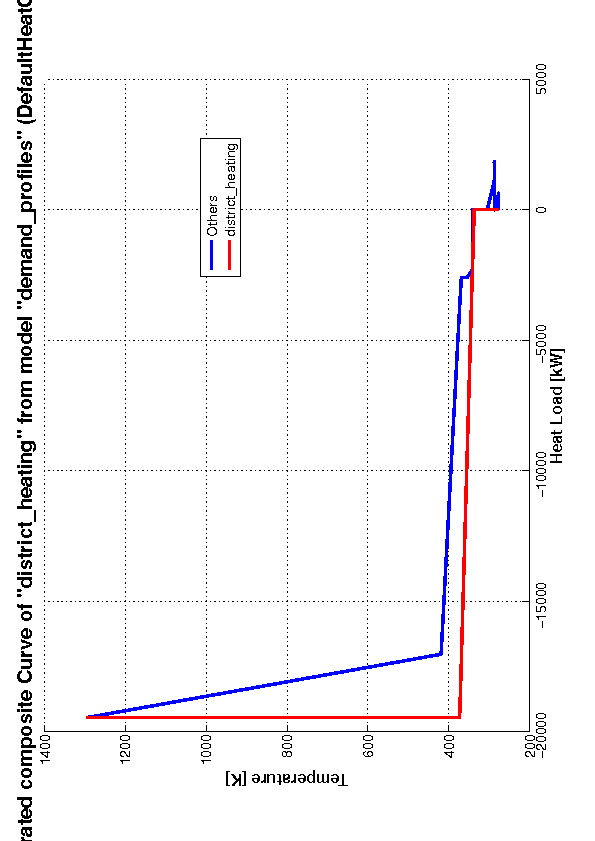 rated composite Curve of "district_heating" from model "demand_profiles" (DefaultHeatC
Others
district_heating
1400
1200
1000
800
600
400
200
Temperature [K]
-20000
-15000
-10000
-5000
0
5000
Heat Load [kW]